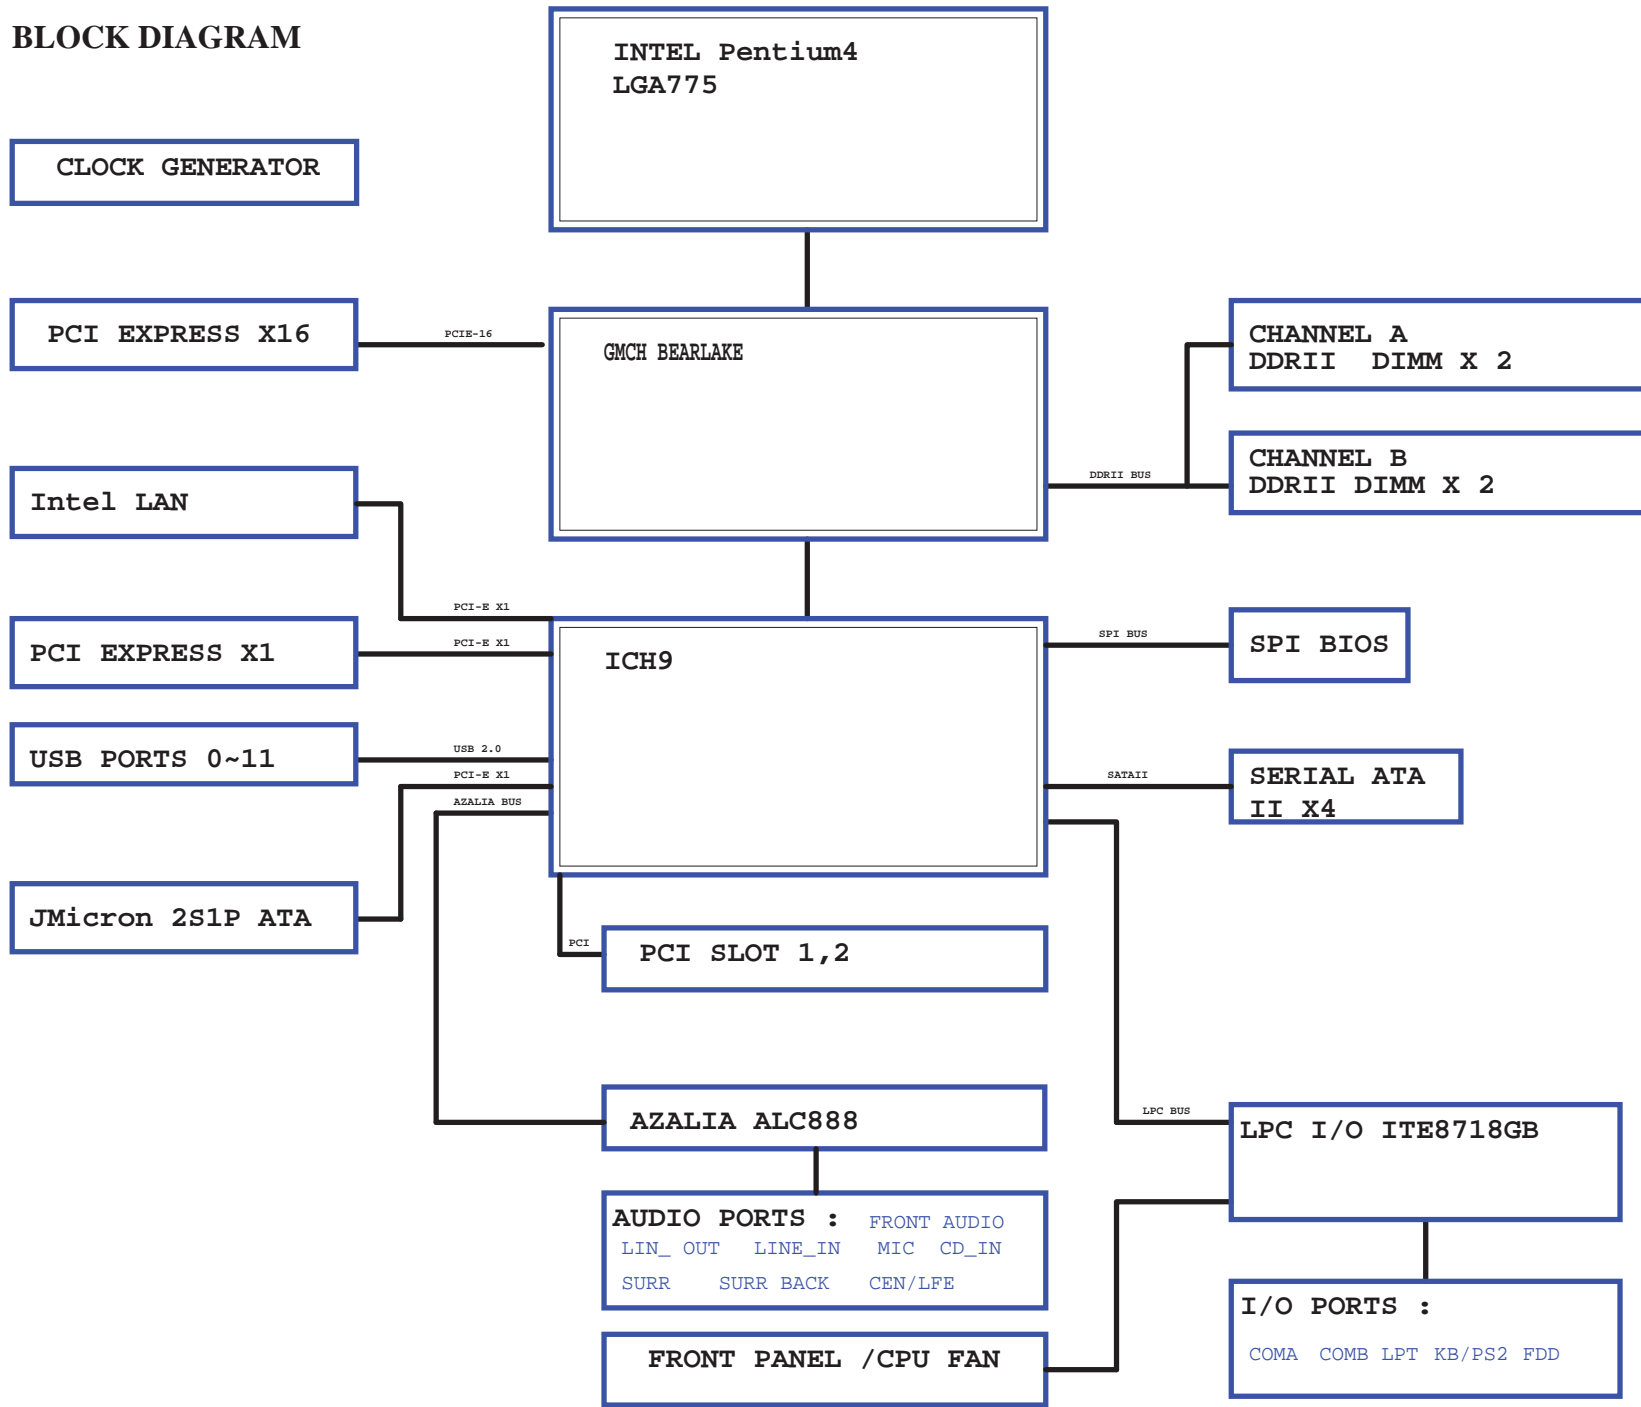 BLOCK DIAGRAM
INTEL Pentium4
LGA775
CLOCK GENERATOR
PCI EXPRESS X16
PCIE-16
GMCH BEARLAKE
CHANNEL A
DDRII DIMM X 2
DDRII BUS
CHANNEL B
DDRII DIMM X 2
Intel LAN
PCI-E X1
PCI EXPRESS X1
PCI-E X1
ICH9
SPI BUS
SPI BIOS
USB PORTS 0~11
USB 2.0
PCI-E X1
AZALIA BUS
SATAII
SERIAL ATA
II X4
JMicron 2S1P ATA
PCI
PCI SLOT 1,2
AZALIA ALC888
LPC BUS
LPC I/O ITE8718GB
AUDIO PORTS : FRONT AUDIO
LIN_ OUT LINE_IN MIC CD_IN
SURR SURR BACK CEN/LFE
I/O PORTS :
COMA COMB LPT KB/PS2 FDD
FRONT PANEL /CPU FAN